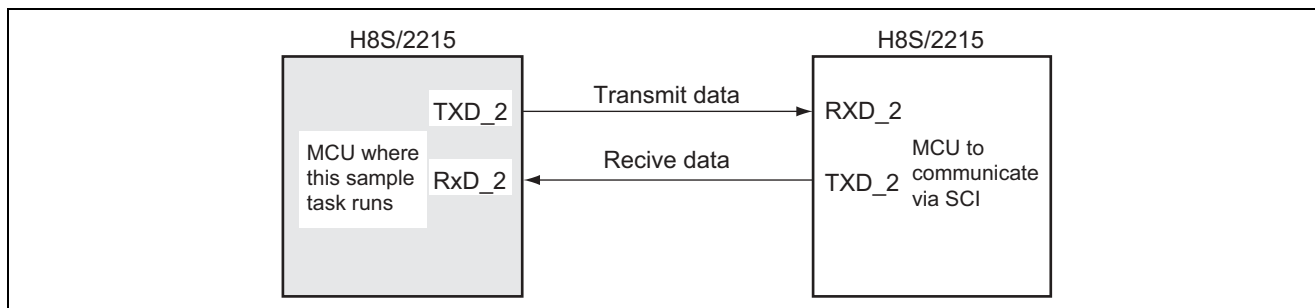 H8S/2215
H8S/2215
TXD_2
Transmit data
RXD_2
MCU where
this sample
task runs
RxD_2
Recive data
TXD_2
MCU to
communicate
via SCI